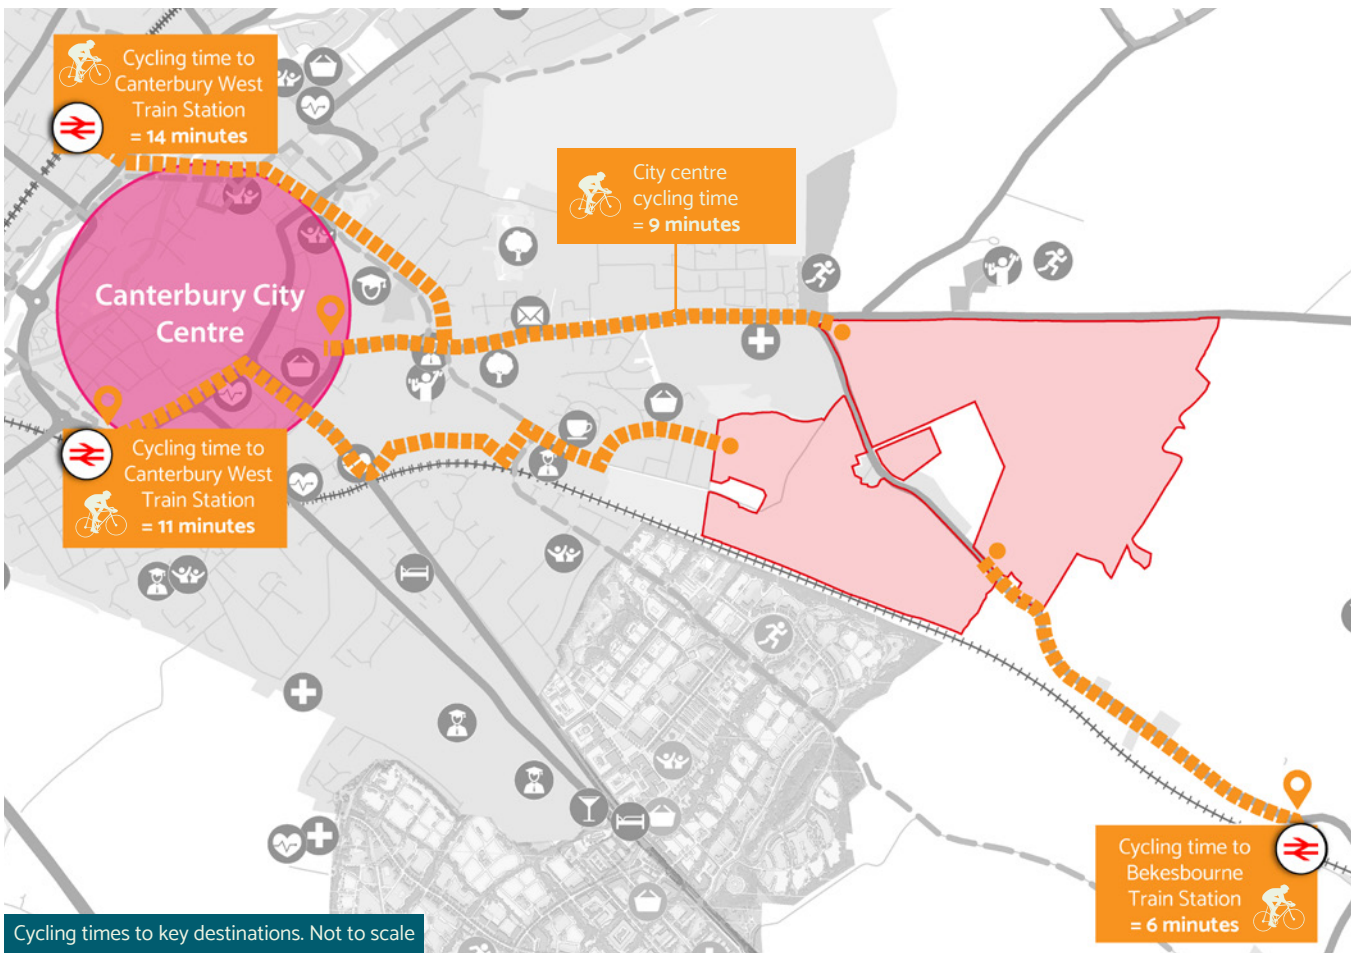 Cycling time to
Canterbury West
Train Station
= 14 minutes
City centre
cycling time
= 9 minutes
Canterbury City
Centre
Cycling time to
Canterbury West
Train Station
= 11 minutes
Cycling time to
Bekesbourne
Train Station
= 6 minutes
Cycling times to key destinations. Not to scale